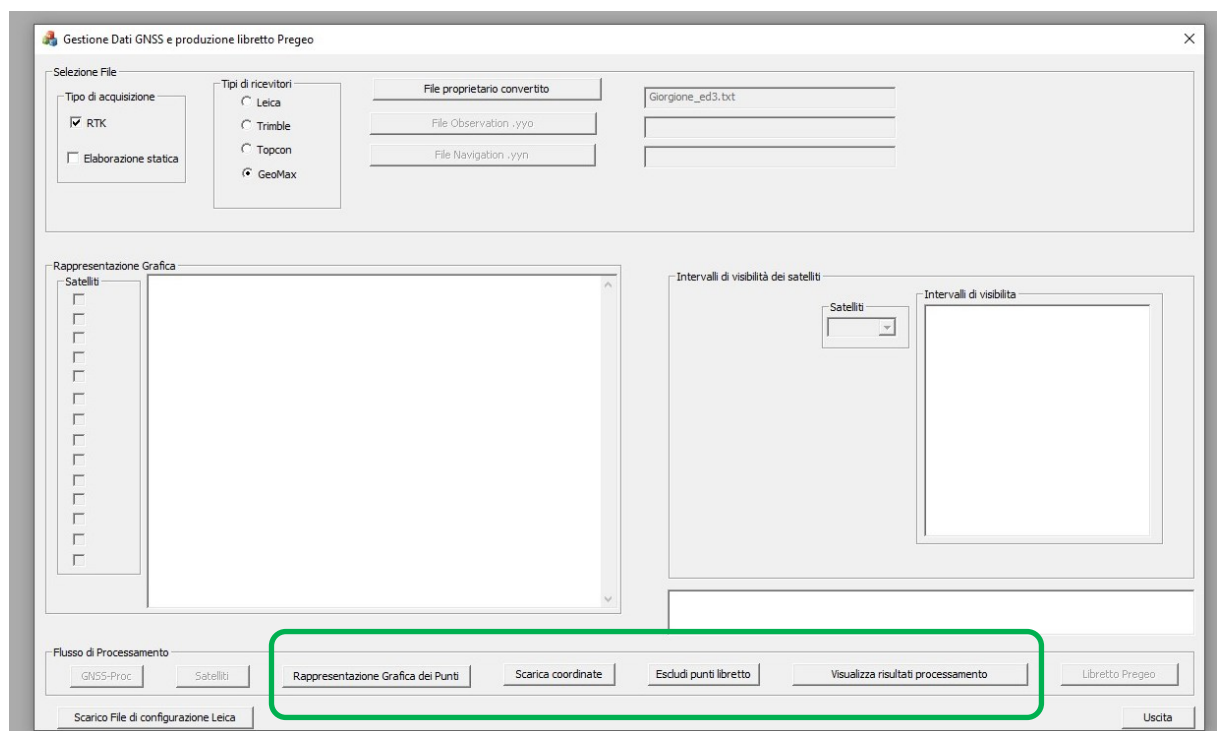 Gestione Dati GNSS e produzione libretto Pregeo
Selezione File
Tipo di acquisizione
RTK
Elaborazione statica
Tipi di ricevitori
Leica
Trimble
Topcon
GeoMax
File proprietario convertito
Giorgione_ed3.txt
File Observation .yyo
File Navigation .yyn
Rappresentazione Grafica
Satelliti
Intervalli di visibilità dei satelliti
Satelliti
Intervalli di visibilita
Flusso di Processamento
GNSS-Proc
Satelliti
Rappresentazione Grafica dei Punti
Scarica coordinate
Escludi punti libretto
Visualizza risultati processamento
Libretto Pregeo
Scarico File di configurazione Leica
Uscita